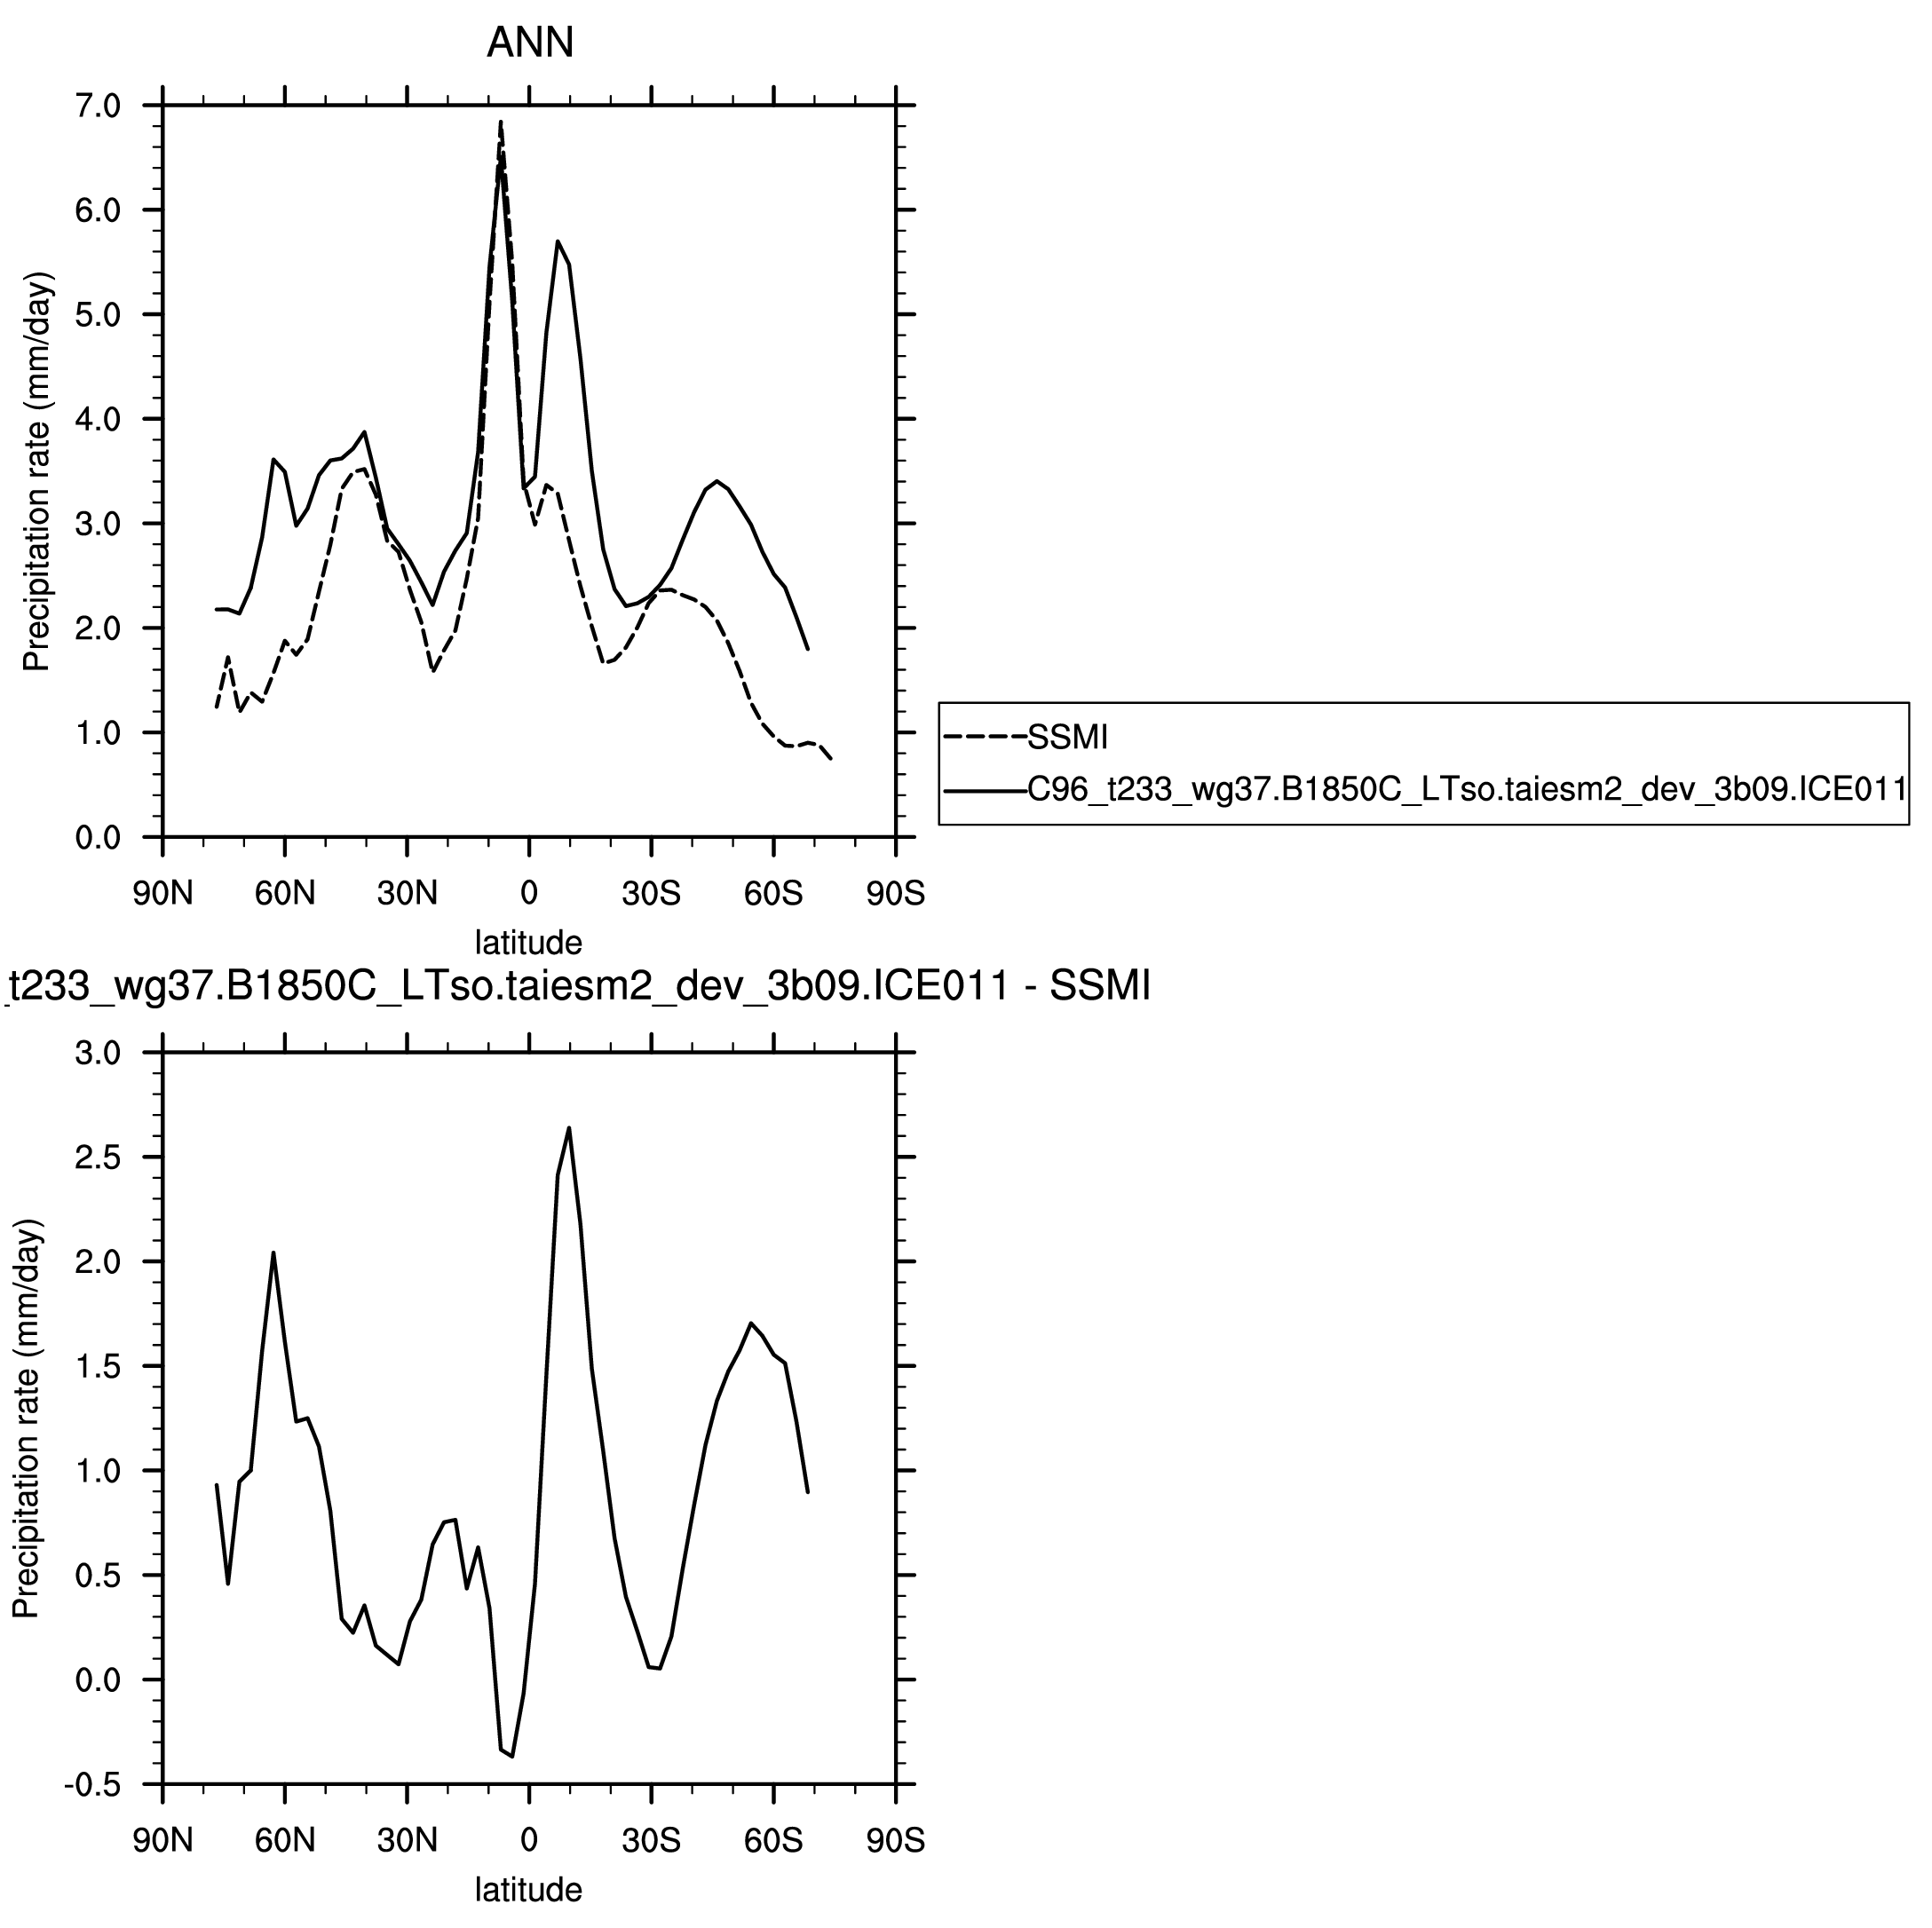 ANN
Precipitation rate (mm/day)
7.0
6.0
5.0
4.0
3.0
2.0
1.0
0.0
90N 60N 30N 0 30S 60S 90S
latitude
SSMI
C96_t233_wg37.B1850C_LTso.taiesm2_dev_3b09.ICE011
_t233_wg37.B1850C_LTso.taiesm2_dev_3b09.ICE011 - SSMI
Precipitation rate (mm/day)
3.0
2.5
2.0
1.5
1.0
0.5
0.0
-0.5
90N 60N 30N 0 30S 60S 90S
latitude